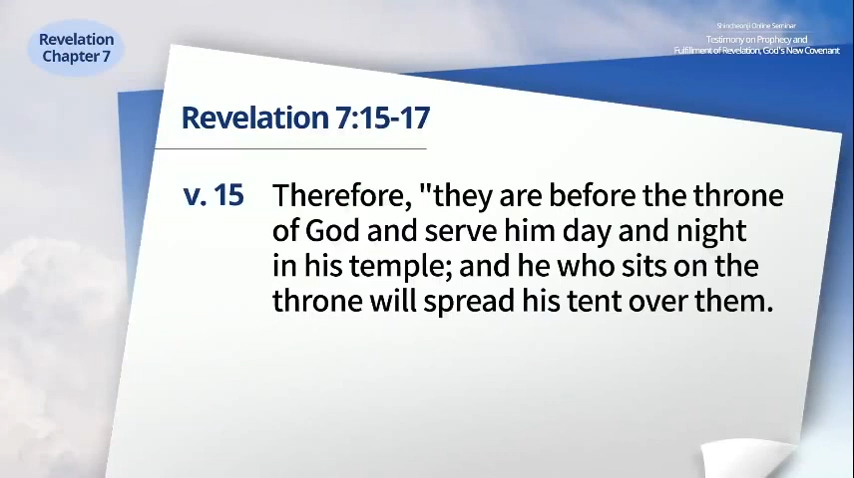 Revelation
Chapter 7
Shincheonji Online Seminar
Testimony on Prophecy and
Fulfillment of Revelation, God's New Covenant
Revelation 7:15-17
v. 15 Therefore, "they are before the throne
of God and serve him day and night
in his temple; and he who sits on the
throne will spread his tent over them.